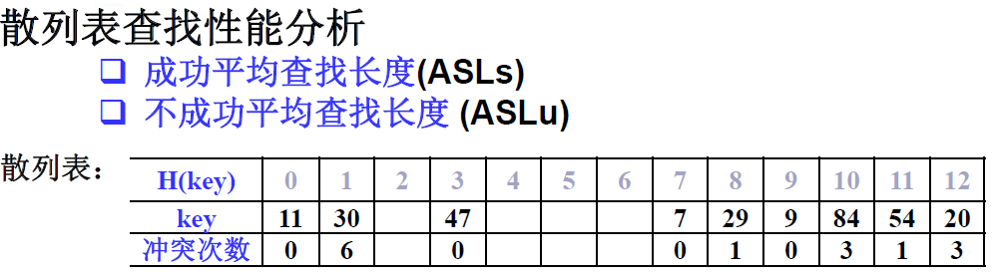 散列表查找性能分析
❑ 成功平均查找长度(ASLs)
❑ 不成功平均查找长度 (ASLu)
散列表：
H(key) 0 1 2 3 4 5 6 7 8 9 10 11 12
key 11 30 47 7 29 9 84 54 20
冲突次数 0 6 0 0 1 0 3 1 3